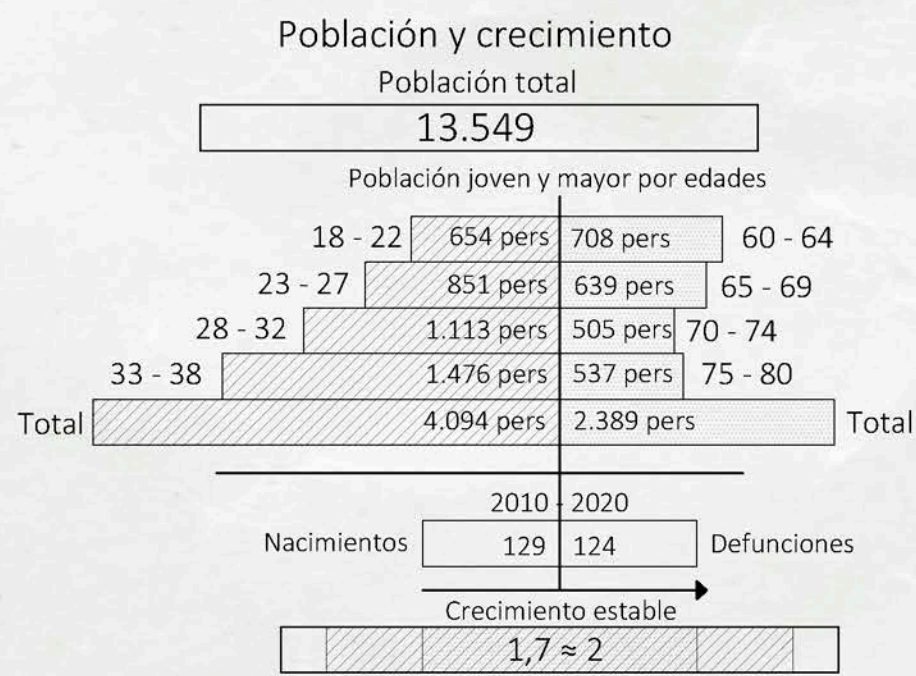 Población y crecimiento
Población total
13.549
Población joven y mayor por edades
18 - 22 654 pers 708 pers 60 - 64
23 - 27 851 pers 639 pers 65 - 69
28 - 32 1.113 pers 505 pers 70 - 74
33 - 38 1.476 pers 537 pers 75 - 80
Total 4.094 pers 2.389 pers Total
2010 - 2020
Nacimientos 129 124 Defunciones
Crecimiento estable
1,7 ≈ 2